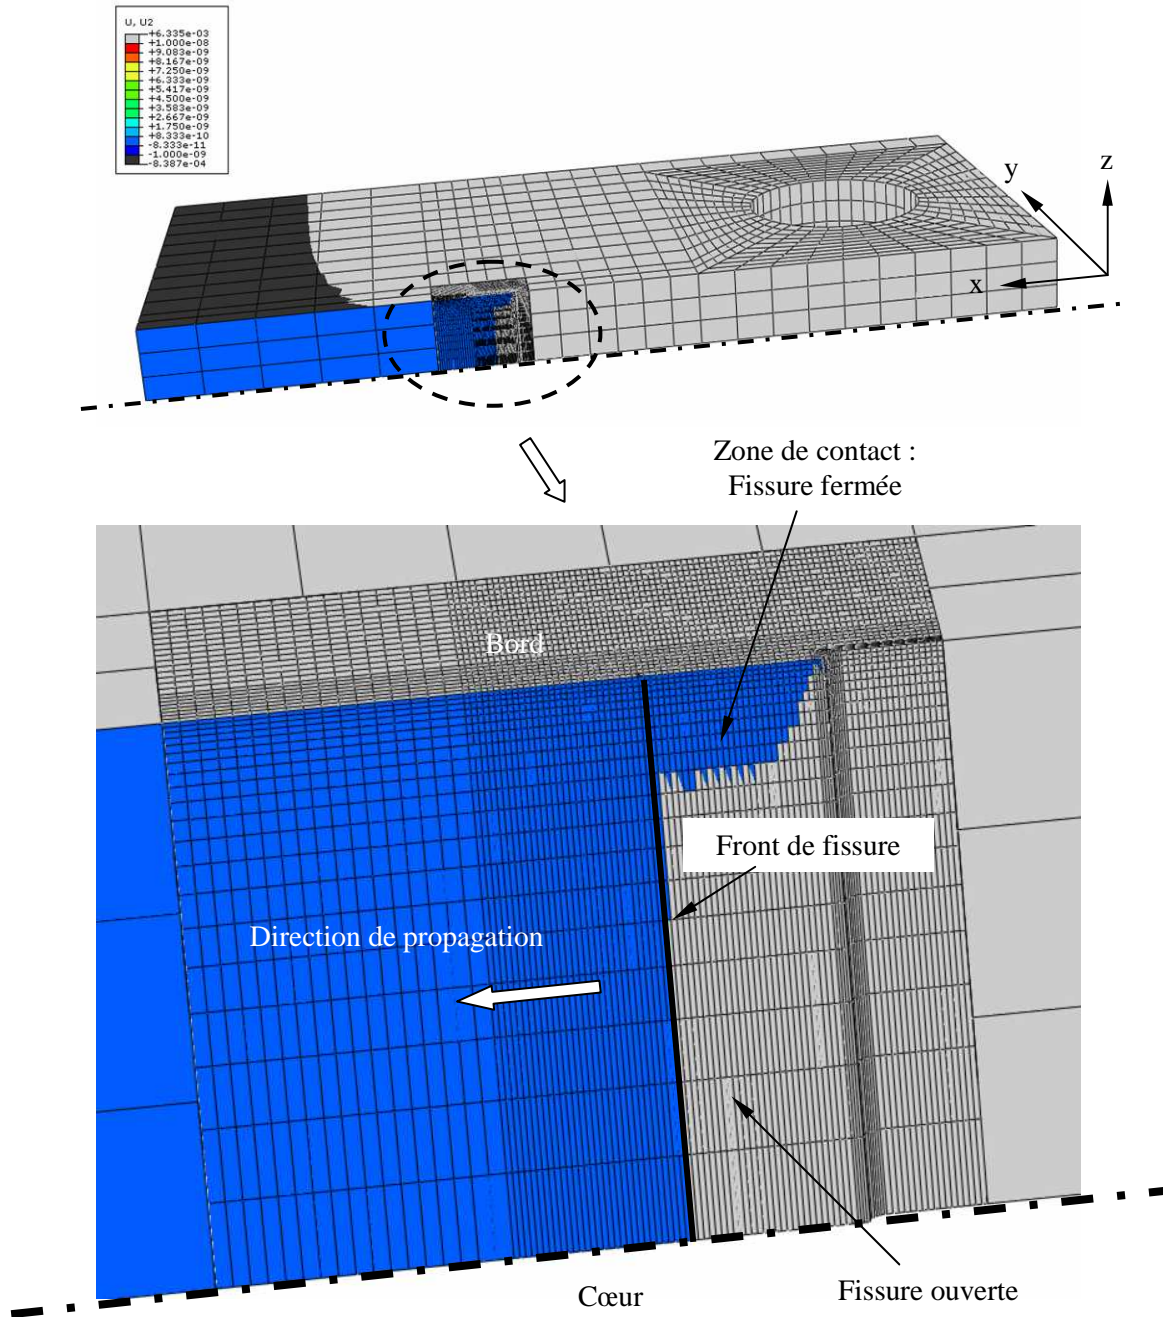 U, U2
+6.335e-03
+1.000e-08
+9.083e-09
+8.167e-09
+7.250e-09
+6.333e-09
+5.417e-09
+4.500e-09
+3.583e-09
+2.667e-09
+1.750e-09
+8.333e-10
-8.333e-11
-1.000e-09
-8.387e-04
y
z
x
Zone de contact :
Fissure fermée
Bord
Front de fissure
Direction de propagation
Cœur
Fissure ouverte